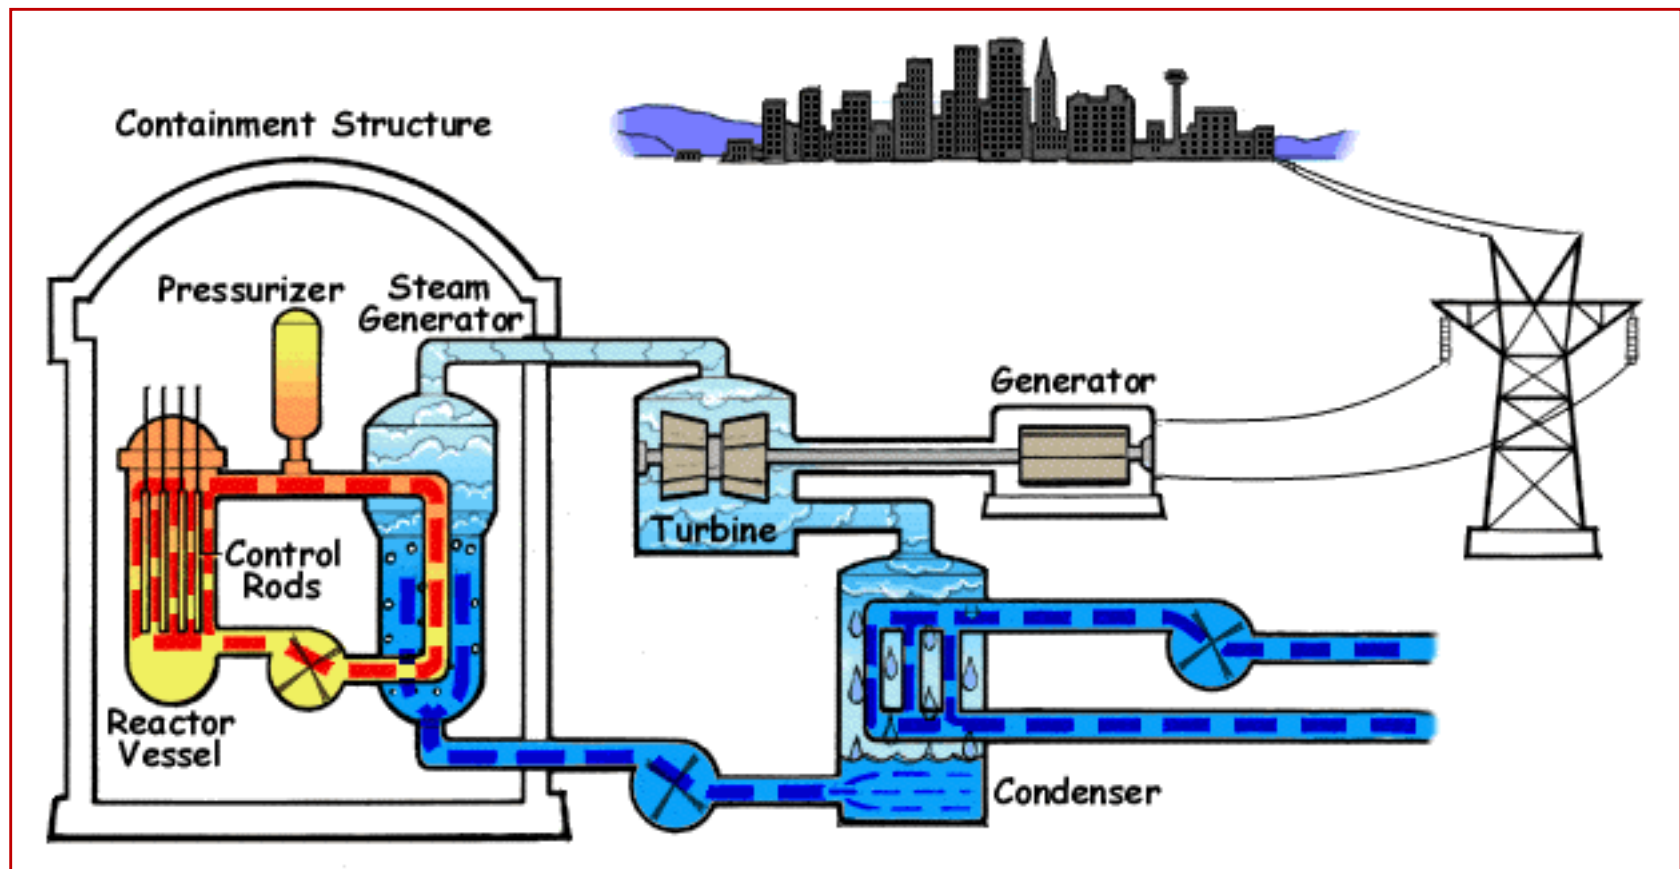 Containment Structure
Pressurizer
Steam
Generator
Generator
Control
Rods
Turbine
Reactor
Vessel
Condenser